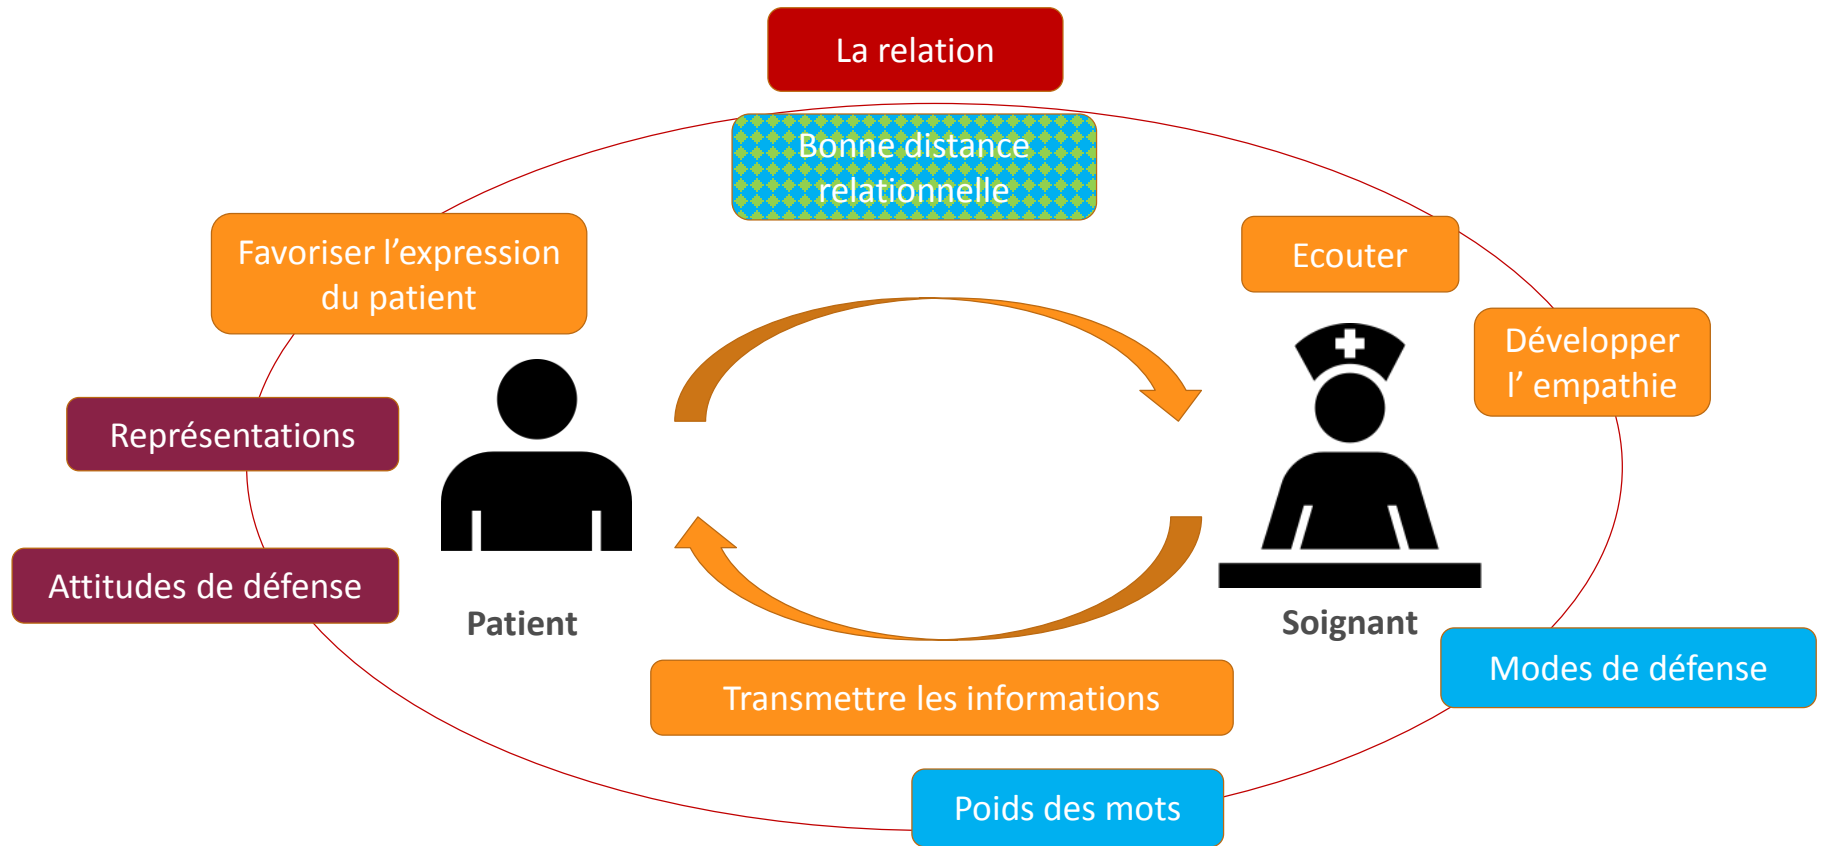 La relation
Bonne distance
relationnelle
Favoriser l’expression
du patient
Ecouter
Développer
l’ empathie
Représentations
Attitudes de défense
Patient
Soignant
Modes de défense
Transmettre les informations
Poids des mots